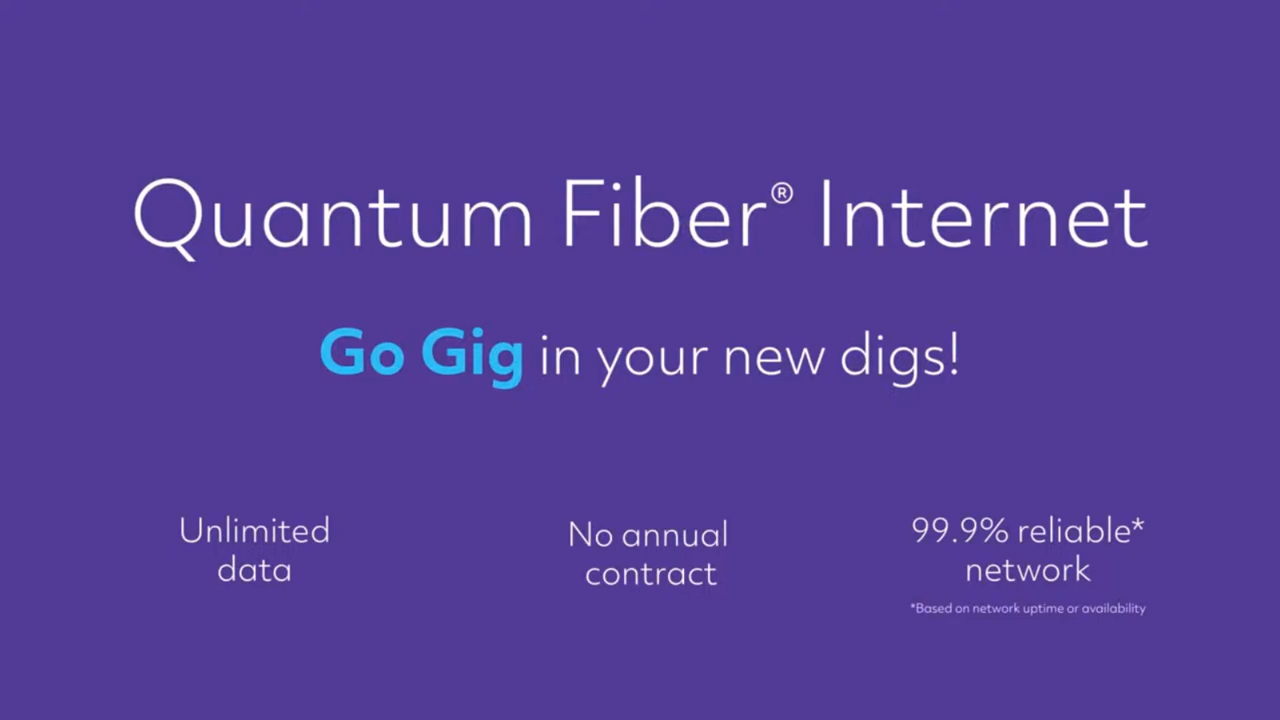 Quantum Fiber® Internet
Go Gig in your new digs!
Unlimited
data
No annual
contract
99.9% reliable*
network
*Based on network uptime or availability